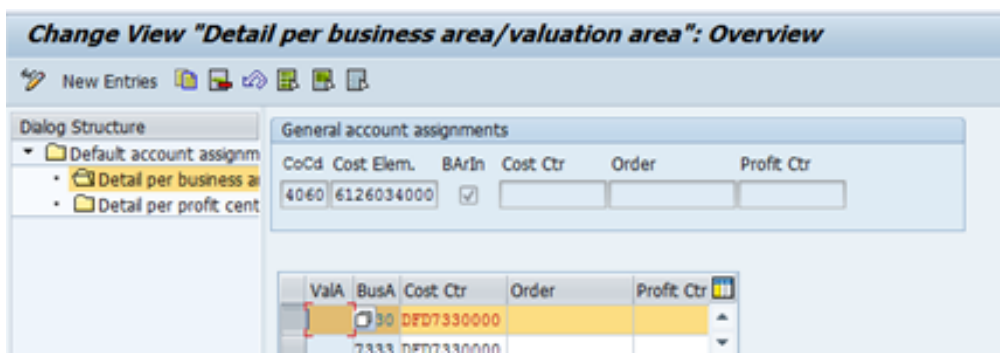 Change View "Detail per business area/valuation area": Overview
New Entries
Dialog Structure
Default account assignm
Detail per business a
Detail per profit cent
General account assignments
CoCd Cost Elem. BArIn Cost Ctr Order Profit Ctr
4060 6126034000
ValA BusA Cost Ctr Order Profit Ctr
30 DFD7330000
7333 DFD7330000